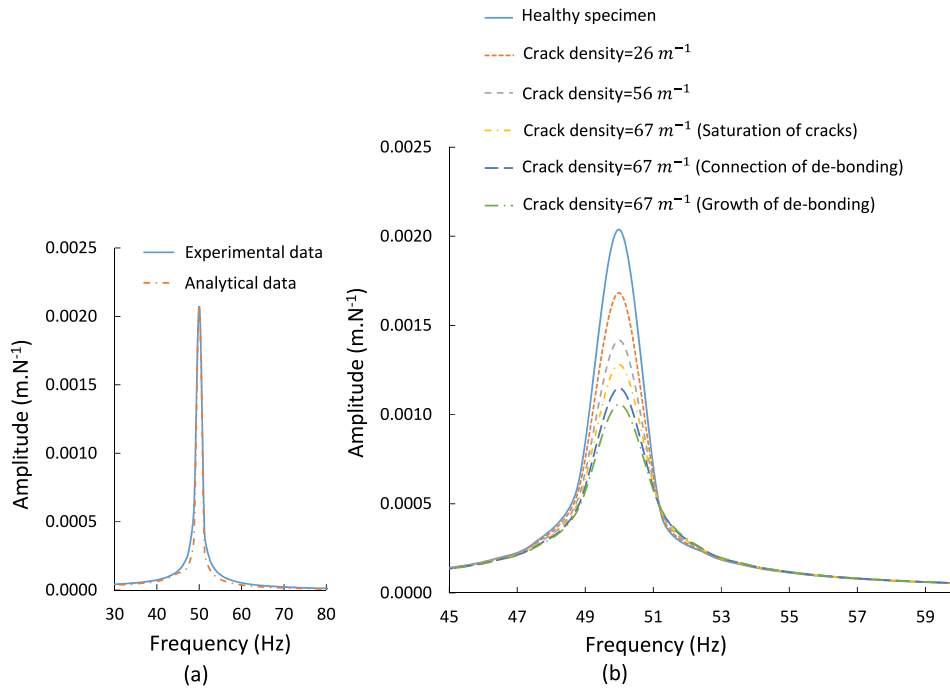 Healthy specimen
Crack density=26 m⁻¹
Crack density=56 m⁻¹
Crack density=67 m⁻¹ (Saturation of cracks)
Crack density=67 m⁻¹ (Connection of de-bonding)
Crack density=67 m⁻¹ (Growth of de-bonding)
0.0025
Experimental data
Analytical data
0.0020
0.0015
0.0010
0.0005
0.0000
Amplitude (m.N⁻¹)
30 40 50 60 70 80
Frequency (Hz)
(a)
0.0025
0.0020
0.0015
0.0010
0.0005
0.0000
Amplitude (m.N⁻¹)
45 47 49 51 53 55 57 59
Frequency (Hz)
(b)